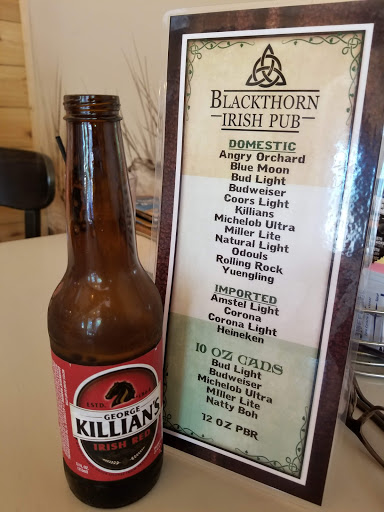 BLACKTHORN
IRISH PUB
DOMESTIC
Angry Orchard
Blue Moon
Bud Light
Budweiser
Coors Light
Killians
Michelob Ultra
Miller Lite
Natural Light
Odouls
Rolling Rock
Yuengling
IMPORTED
Amstel Light
Corona
Corona Light
Heineken
10 OZ CANS
Bud Light
Budweiser
Michelob Ultra
Miller Lite
Natty Boh
12 OZ PBR
ESTD.
GEORGE
KILLIAN'S
IRISH RED